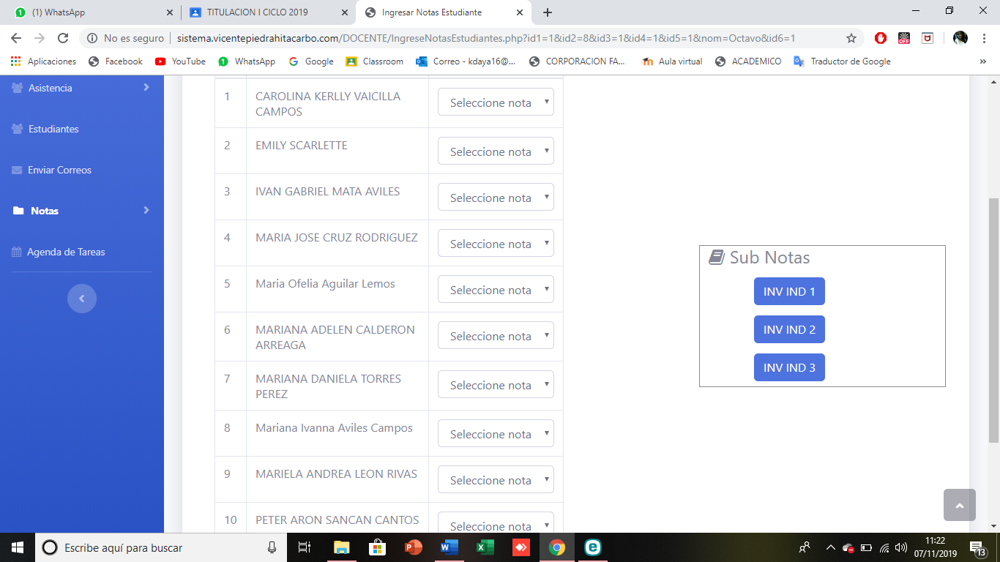 (1) WhatsApp
TITULACION I CICLO 2019
Ingresar Notas Estudiante
No es seguro | sistema.vicentepiedrahitacarbo.com/DOCENTE/IngreseNotasEstudiantes.php?id1=1&id2=8&id3=1&id4=1&id5=1&nom=Octavo&id6=1
OFF
Aplicaciones
Facebook
YouTube
WhatsApp
Google
Classroom
Correo - kdaya16@...
CORPORACION FA...
Aula virtual
ACADEMICO
Traductor de Google
»
Asistencia
Estudiantes
Enviar Correos
Notas
Agenda de Tareas
1 CAROLINA KERLLY VAICILLA Seleccione nota
CAMPOS
2 EMILY SCARLETTE Seleccione nota
3 IVAN GABRIEL MATA AVILES Seleccione nota
4 MARIA JOSE CRUZ RODRIGUEZ Seleccione nota
5 Maria Ofelia Aguilar Lemos Seleccione nota
6 MARIANA ADELEN CALDERON Seleccione nota
ARREAGA
7 MARIANA DANIELA TORRES Seleccione nota
PEREZ
8 Mariana Ivanna Aviles Campos Seleccione nota
9 MARIELA ANDREA LEON RIVAS Seleccione nota
10 PETER ARON SANCAN CANTOS Seleccione nota
Sub Notas
INV IND 1
INV IND 2
INV IND 3
Escribe aquí para buscar
11:22
07/11/2019
13